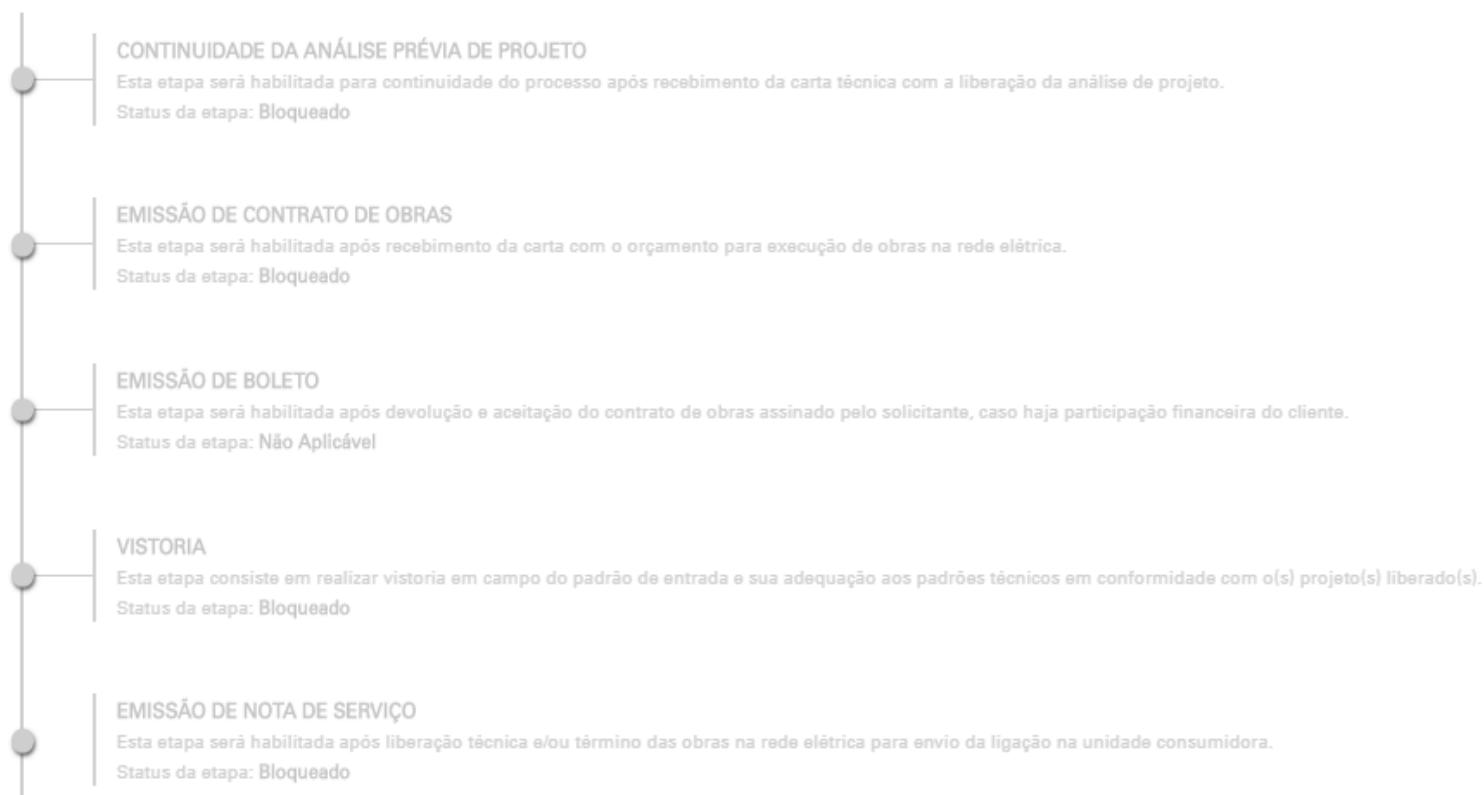 CONTINUIDADE DA ANÁLISE PRÉVIA DE PROJETO
Esta etapa será habilitada para continuidade do processo após recebimento da carta técnica com a liberação da análise de projeto.
Status da etapa: Bloqueado
EMISSÃO DE CONTRATO DE OBRAS
Esta etapa será habilitada após recebimento da carta com o orçamento para execução de obras na rede elétrica.
Status da etapa: Bloqueado
EMISSÃO DE BOLETO
Esta etapa será habilitada após devolução e aceitação do contrato de obras assinado pelo solicitante, caso haja participação financeira do cliente.
Status da etapa: Não Aplicável
VISTORIA
Esta etapa consiste em realizar vistoria em campo do padrão de entrada e sua adequação aos padrões técnicos em conformidade com o(s) projeto(s) liberado(s).
Status da etapa: Bloqueado
EMISSÃO DE NOTA DE SERVIÇO
Esta etapa será habilitada após liberação técnica e/ou término das obras na rede elétrica para envio da ligação na unidade consumidora.
Status da etapa: Bloqueado